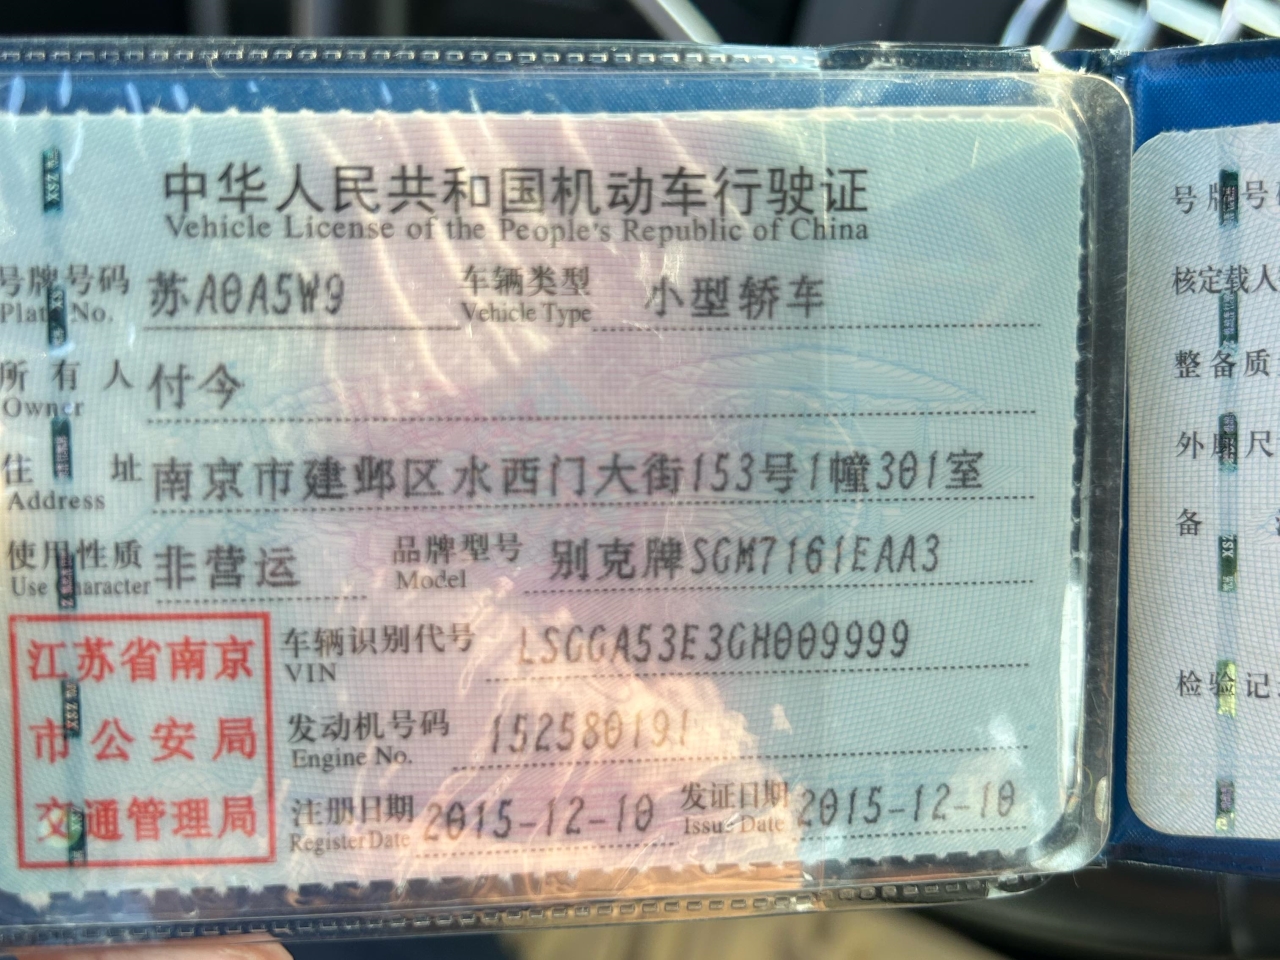 中华人民共和国机动车行驶证
Vehicle License of the People's Republic of China
号牌号码 苏A0A5W9 车辆类型 小型轿车
Plate No. Vehicle Type
所有人 付今
Owner
住址 南京市建邺区水西门大街153号1幢301室
Address
使用性质 非营运 品牌型号 别克牌SGM7161EAA3
Use Character Model
江苏省南京
市公安局
交通管理局
车辆识别代号 LSGGA53E3GH009999
VIN
发动机号码 152580191
Engine No.
注册日期 2015-12-10 发证日期 2015-12-10
Register Date Issue Date
号牌号
核定载人
整备质
外廓尺
备
检验记
XSZ